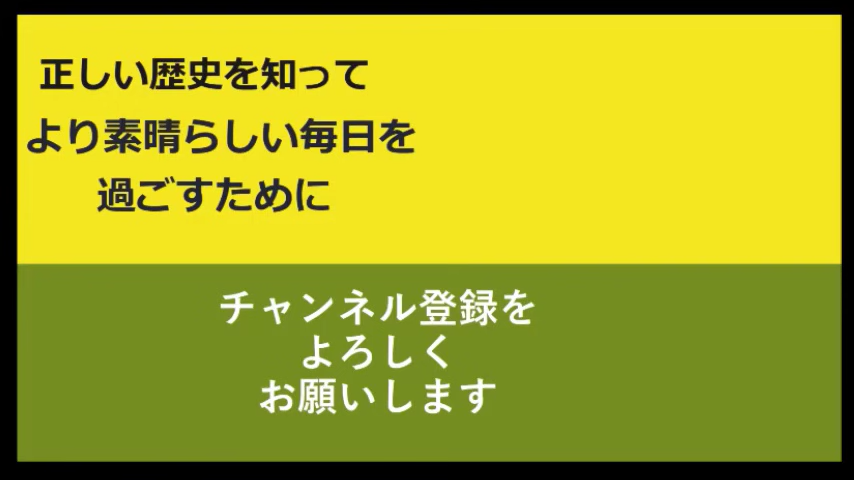 正しい歴史を知って
より素晴らしい毎日を
過ごすために
チャンネル登録を
よろしく
お願いします